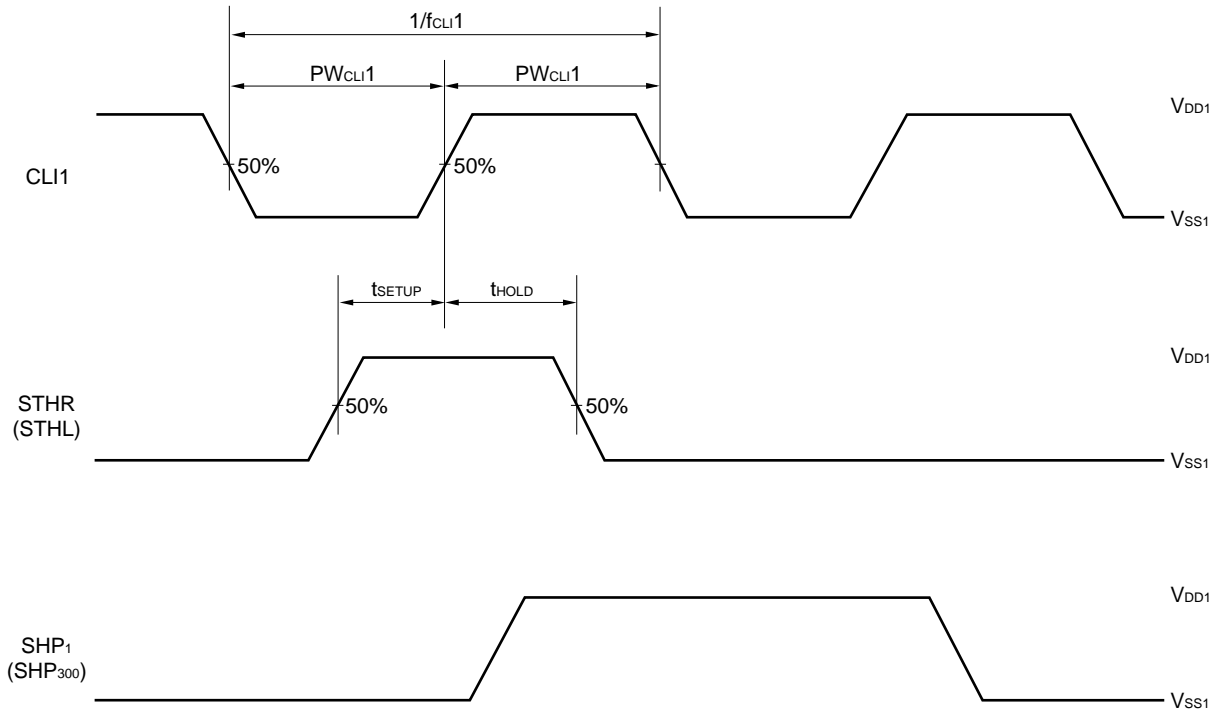 1/fCLI1
PWCLI1 PWCLI1
VDD1
CLI1
50% 50%
VSS1
tSETUP tHOLD
VDD1
STHR
(STHL)
50% 50%
VSS1
VDD1
SHP1
(SHP300)
VSS1